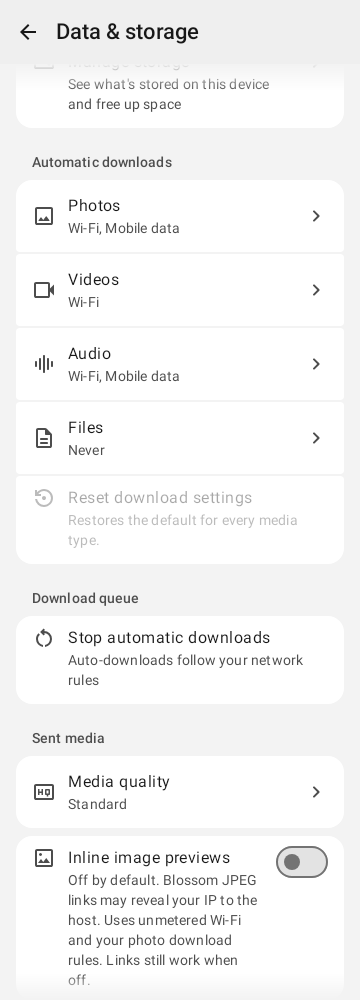 Data & storage
Manage storage
See what's stored on this device
and free up space
Automatic downloads
Photos
Wi-Fi, Mobile data
Videos
Wi-Fi
Audio
Wi-Fi, Mobile data
Files
Never
Reset download settings
Restores the default for every media
type.
Download queue
Stop automatic downloads
Auto-downloads follow your network
rules
Sent media
Media quality
Standard
Inline image previews
Off by default. Blossom JPEG
links may reveal your IP to the
host. Uses unmetered Wi-Fi
and your photo download
rules. Links still work when
off.